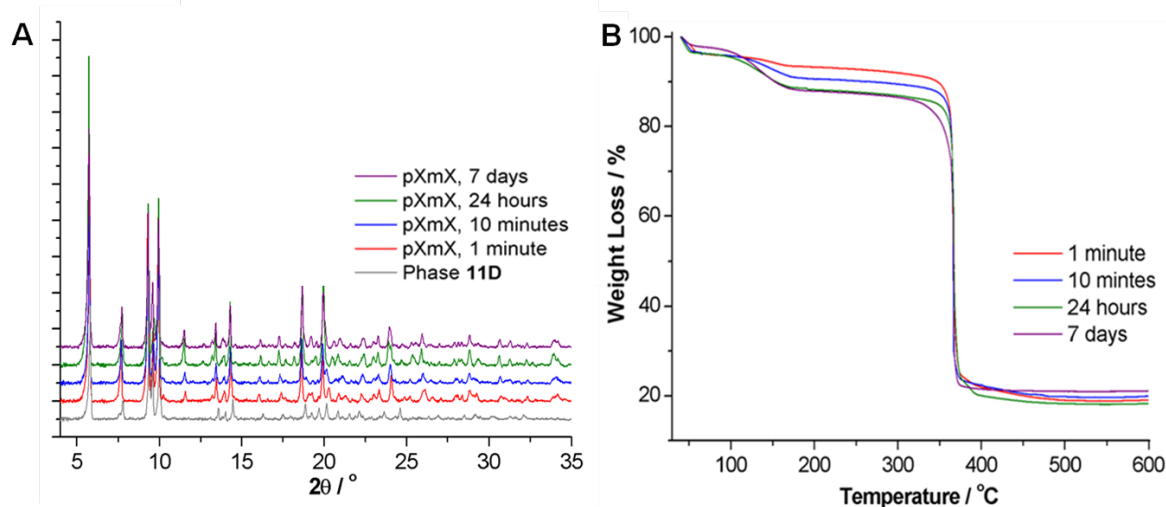 A
pXmX, 7 days
pXmX, 24 hours
pXmX, 10 minutes
pXmX, 1 minute
Phase 11D
5 10 15 20 25 30 35
2θ / °
B
100
80
60
40
20
Weight Loss / %
1 minute
10 mintes
24 hours
7 days
100 200 300 400 500 600
Temperature / °C